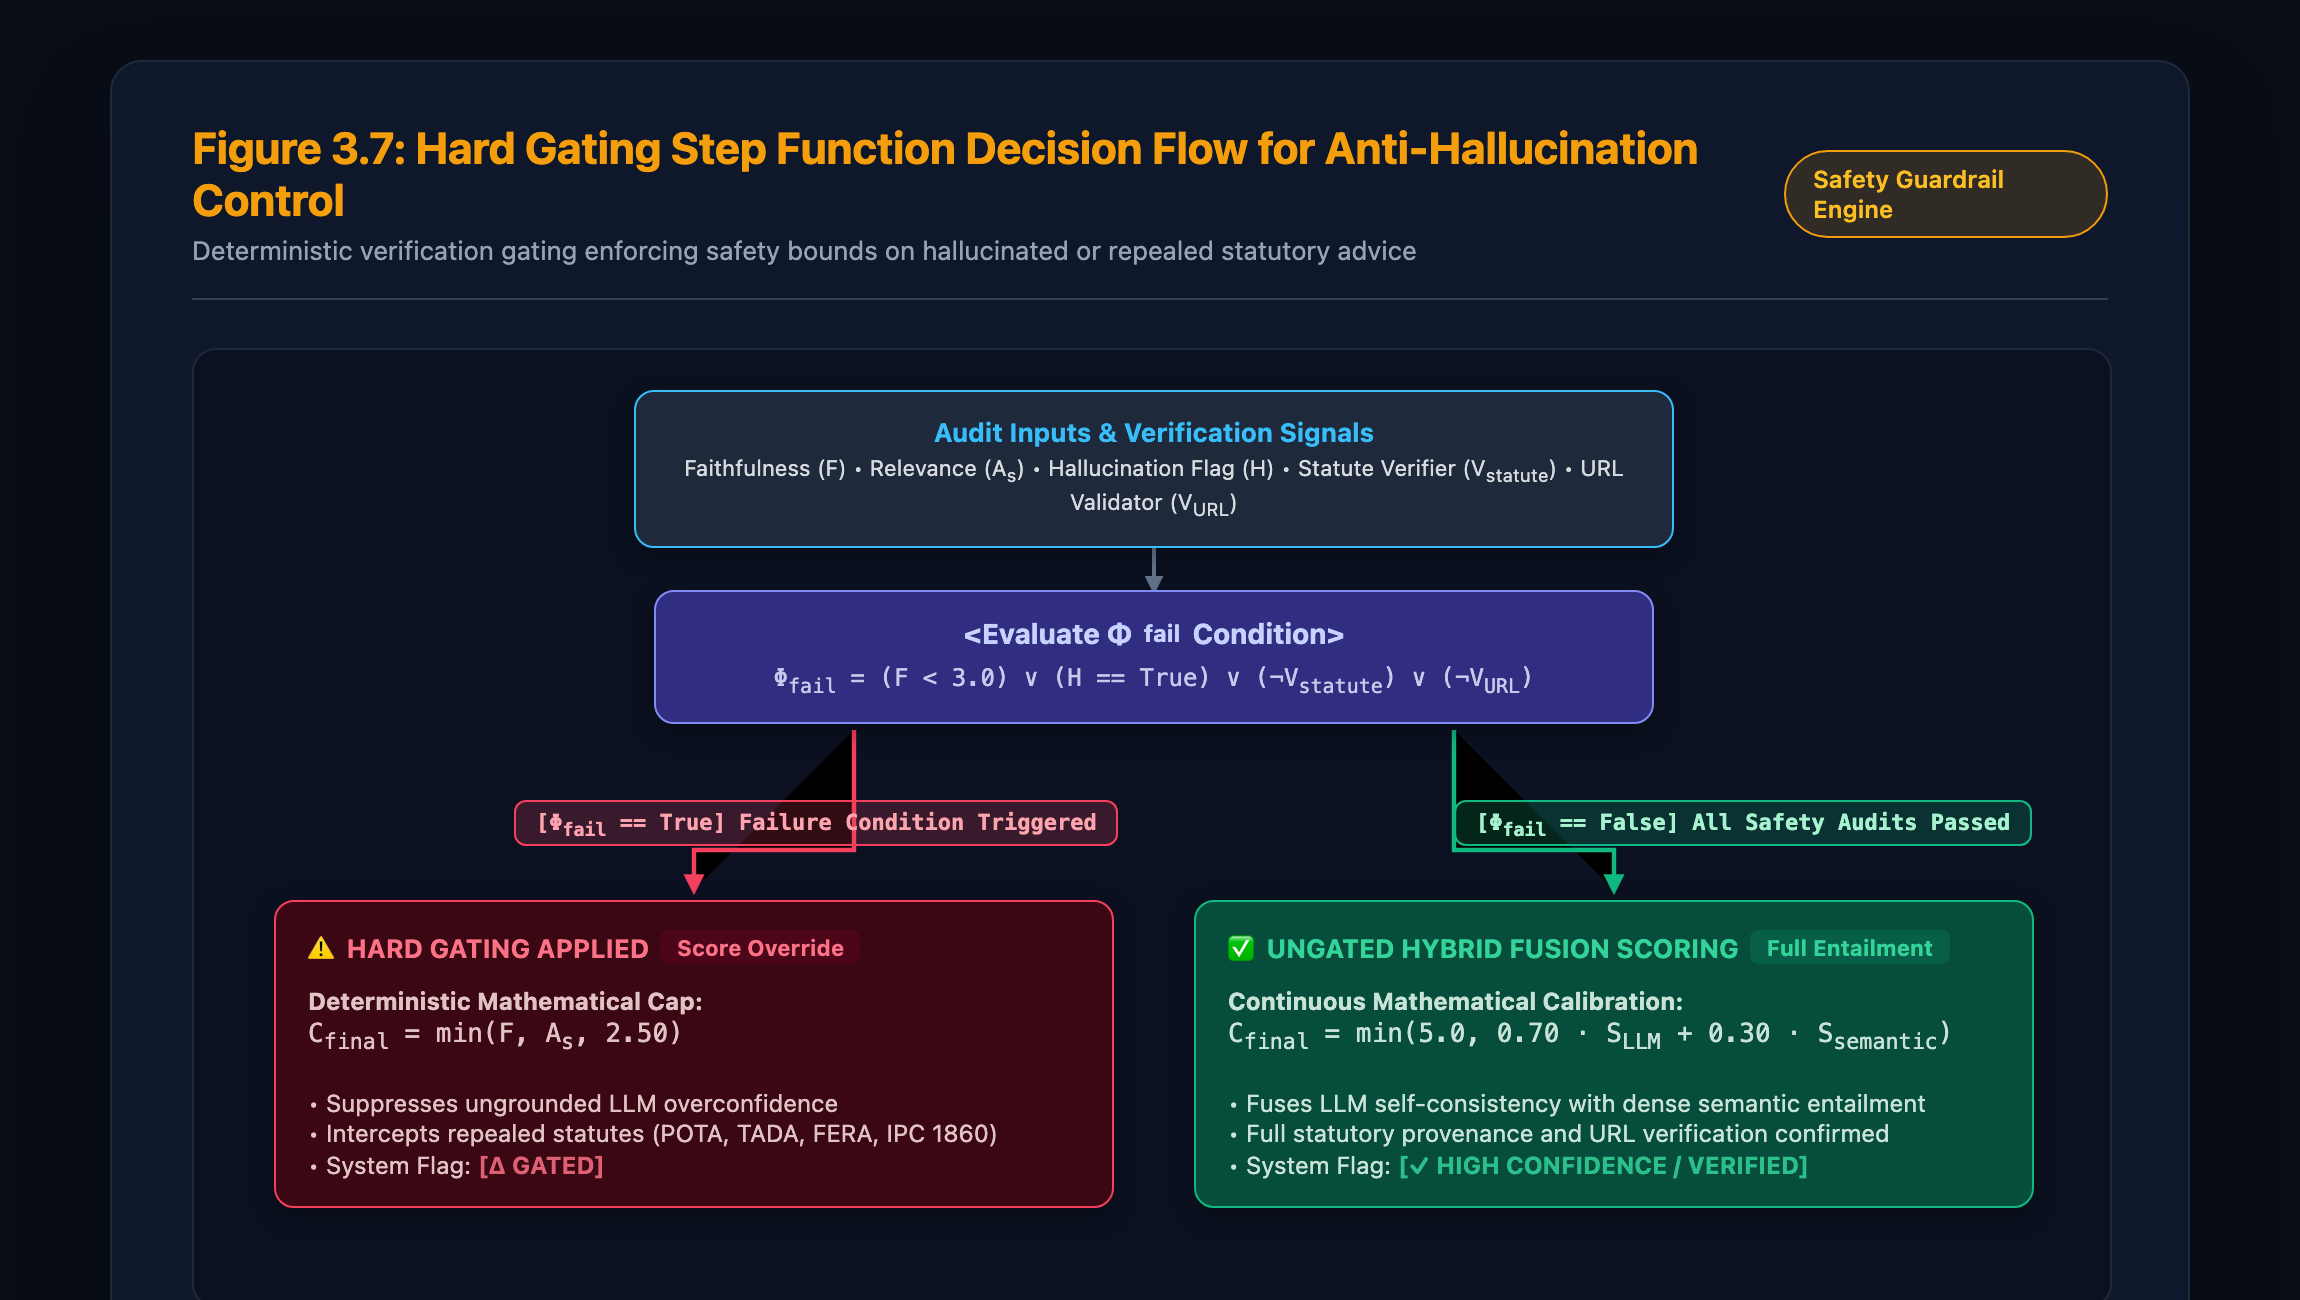 Figure 3.7: Hard Gating Step Function Decision Flow for Anti-Hallucination
Control
Safety Guardrail
Engine
Deterministic verification gating enforcing safety bounds on hallucinated or repealed statutory advice
Audit Inputs & Verification Signals
Faithfulness (F) • Relevance (As) • Hallucination Flag (H) • Statute Verifier (Vstatute) • URL
Validator (VURL)
<Evaluate Φ fail Condition>
Φfail = (F < 3.0) ∨ (H == True) ∨ (¬Vstatute) ∨ (¬VURL)
[Φfail == True] Failure Condition Triggered
[Φfail == False] All Safety Audits Passed
⚠️ HARD GATING APPLIED Score Override
Deterministic Mathematical Cap:
Cfinal = min(F, As, 2.50)
• Suppresses ungrounded LLM overconfidence
• Intercepts repealed statutes (POTA, TADA, FERA, IPC 1860)
• System Flag: [Δ GATED]
✅ UNGATED HYBRID FUSION SCORING Full Entailment
Continuous Mathematical Calibration:
Cfinal = min(5.0, 0.70 · SLLM + 0.30 · Ssemantic)
• Fuses LLM self-consistency with dense semantic entailment
• Full statutory provenance and URL verification confirmed
• System Flag: [✓ HIGH CONFIDENCE / VERIFIED]